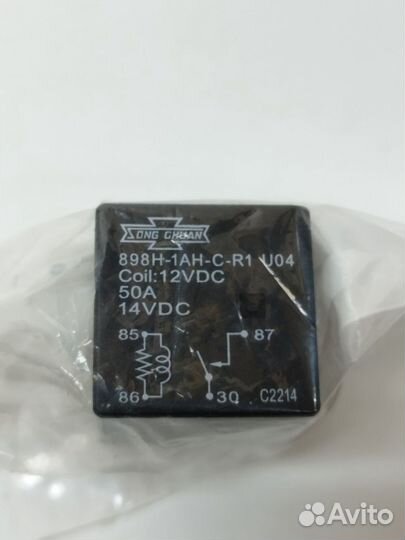 SONG CHUAN
898H-1AH-C-R1 U04
Coil:12VDC
50A
14VDC
85 87
86 30 C2214
Avito